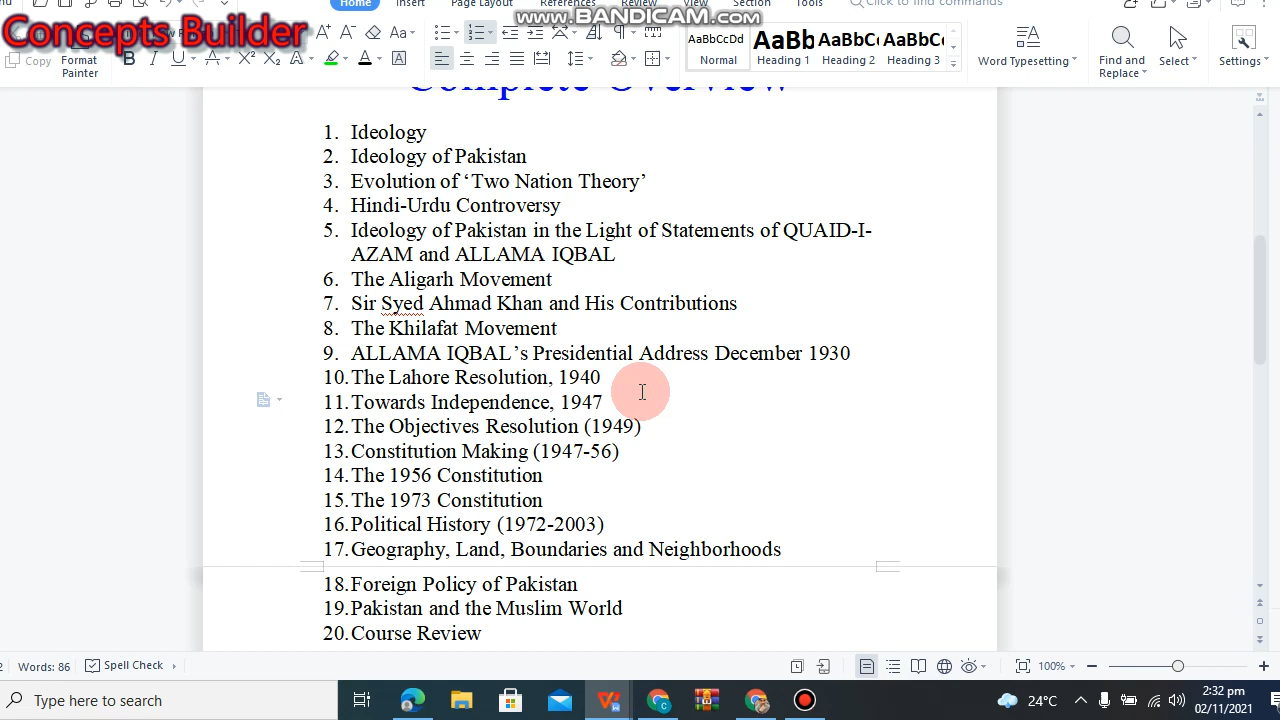 Home Insert Page Layout References Review View Section Tools Click to find commands
www.BANDICAM.com
Concepts Builder
Copy Format Painter
Aa
AaBbCcDd AaBb AaBbC AaBbC
Normal Heading 1 Heading 2 Heading 3 Word Typesetting Find and Replace Select Settings
Complete Overview
1. Ideology
2. Ideology of Pakistan
3. Evolution of ‘Two Nation Theory’
4. Hindi-Urdu Controversy
5. Ideology of Pakistan in the Light of Statements of QUAID-I-
AZAM and ALLAMA IQBAL
6. The Aligarh Movement
7. Sir Syed Ahmad Khan and His Contributions
8. The Khilafat Movement
9. ALLAMA IQBAL’s Presidential Address December 1930
10. The Lahore Resolution, 1940
11. Towards Independence, 1947
12. The Objectives Resolution (1949)
13. Constitution Making (1947-56)
14. The 1956 Constitution
15. The 1973 Constitution
16. Political History (1972-2003)
17. Geography, Land, Boundaries and Neighborhoods
18. Foreign Policy of Pakistan
19. Pakistan and the Muslim World
20. Course Review
Words: 86 Spell Check 100%
Type here to search 24°C 2:32 pm
02/11/2021